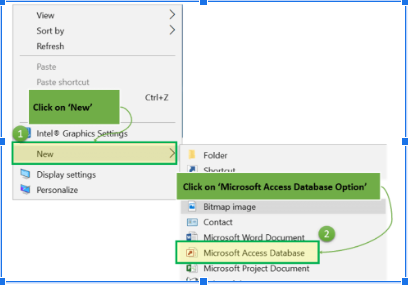 View
Sort by
Refresh
Paste
Paste shortcut
Ctrl+Z
Click on ‘New’
1
Intel® Graphics Settings
New
Display settings
Personalize
Folder
Shortcut
Click on ‘Microsoft Access Database Option’
Bitmap image
Contact
2
Microsoft Word Document
Microsoft Access Database
Microsoft Project Document